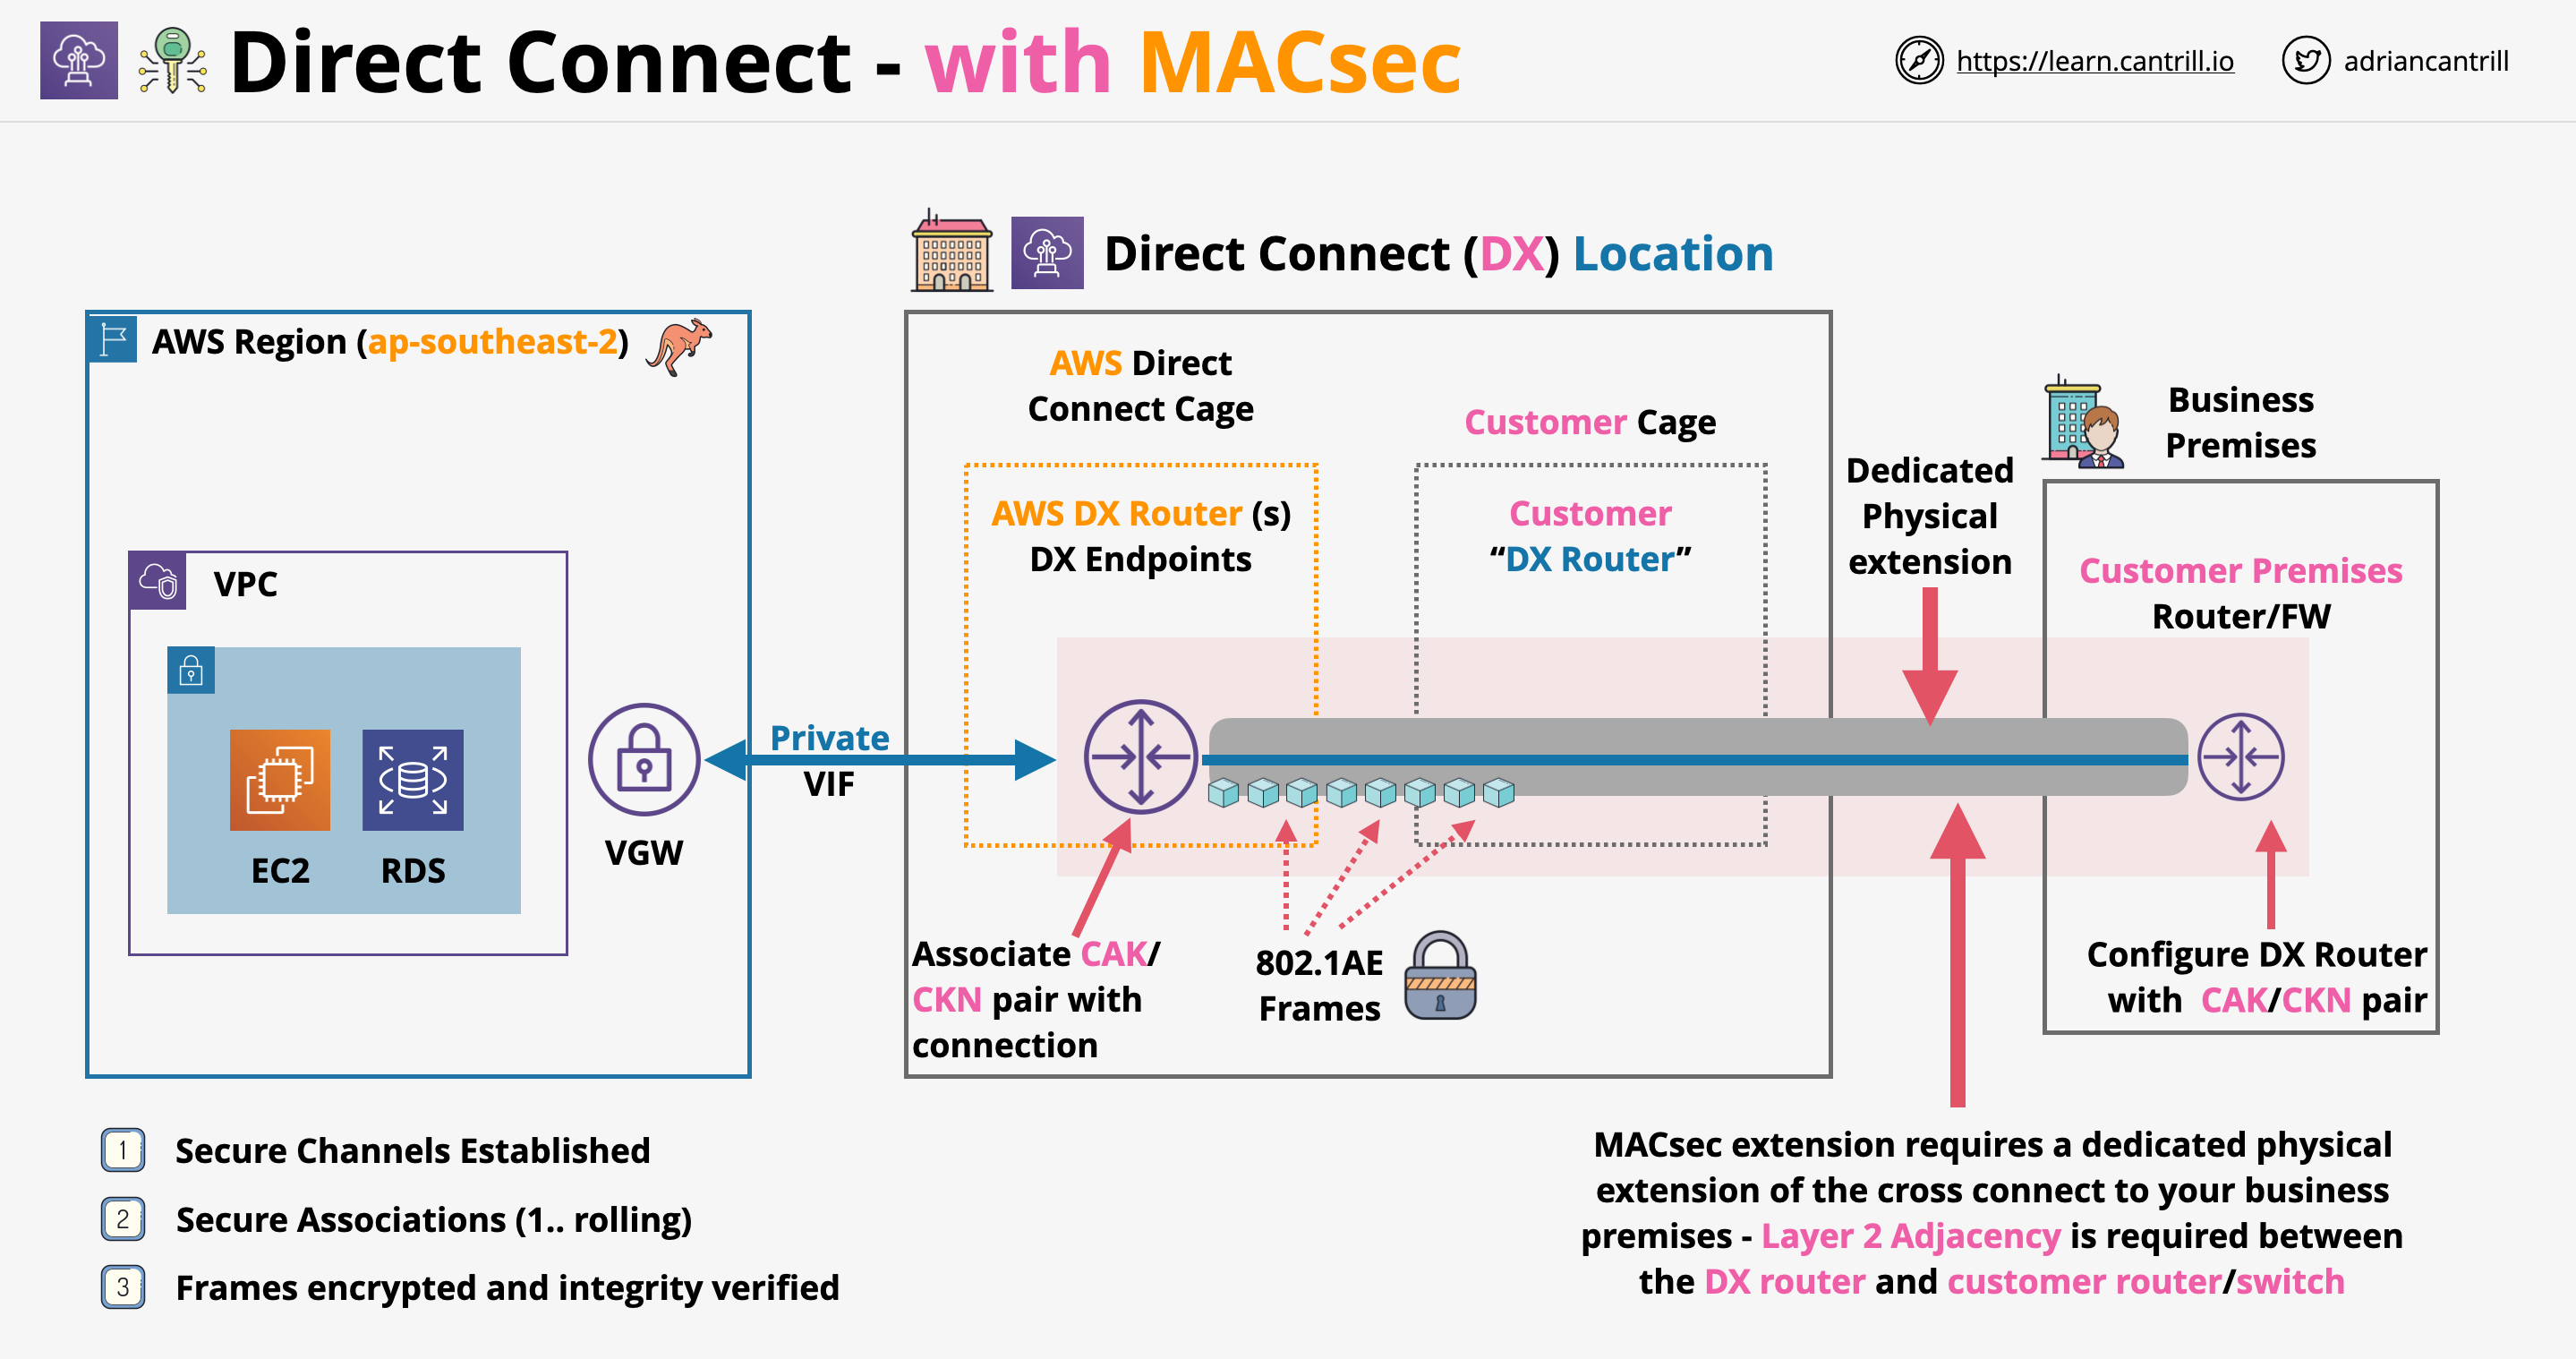 Direct Connect - with MACsec
https://learn.cantrill.io
adriancantrill
Direct Connect (DX) Location
AWS Region (ap-southeast-2)
AWS Direct
Connect Cage
Customer Cage
Business
Premises
Dedicated
Physical
extension
AWS DX Router (s)
DX Endpoints
Customer
“DX Router”
Customer Premises
Router/FW
VPC
EC2
RDS
VGW
Private
VIF
Associate CAK/
CKN pair with
connection
802.1AE
Frames
Configure DX Router
with CAK/CKN pair
1 Secure Channels Established
2 Secure Associations (1.. rolling)
3 Frames encrypted and integrity verified
MACsec extension requires a dedicated physical
extension of the cross connect to your business
premises - Layer 2 Adjacency is required between
the DX router and customer router/switch